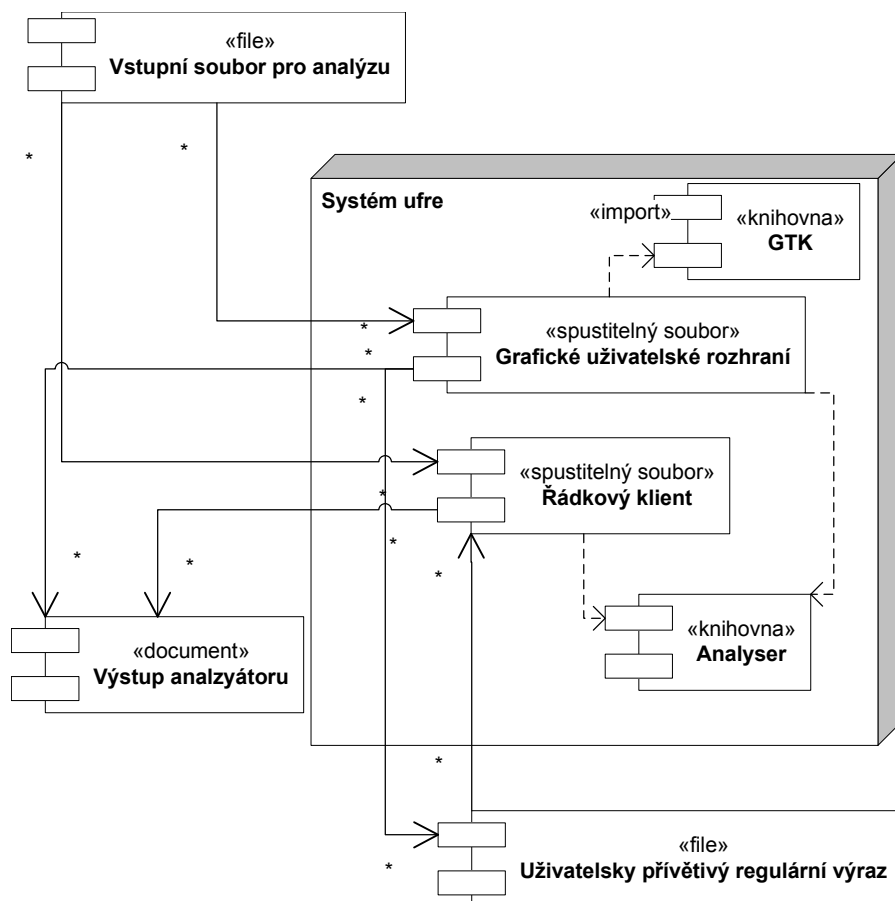 «file»
Vstupní soubor pro analýzu
*
*
Systém ufre
«import»
«knihovna»
GTK
«spustitelný soubor»
Grafické uživatelské rozhraní
*
*
*
«spustitelný soubor»
Řádkový klient
*
*
*
*
*
«knihovna»
Analyser
«document»
Výstup analzyátoru
*
*
«file»
Uživatelsky přívětivý regulární výraz